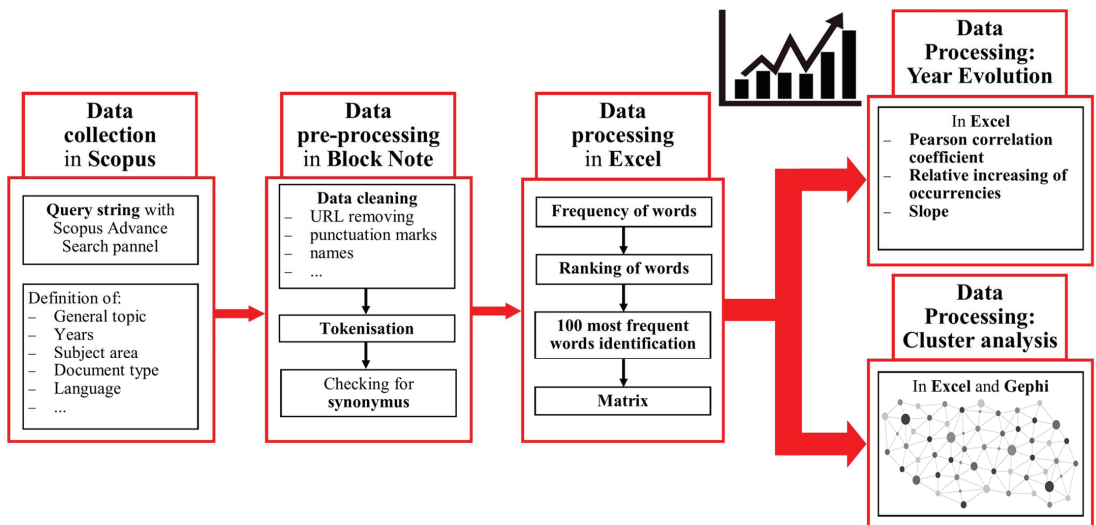 Data
collection
in Scopus
Query string with
Scopus Advance
Search pannel
Definition of:
– General topic
– Years
– Subject area
– Document type
– Language
– ...
Data
pre-processing
in Block Note
Data cleaning
– URL removing
– punctuation marks
– names
– ...
Tokenisation
Checking for
synonymus
Data
processing
in Excel
Frequency of words
Ranking of words
100 most frequent
words identification
Matrix
Data
Processing:
Year Evolution
In Excel
– Pearson correlation
coefficient
– Relative increasing of
occurrencies
– Slope
Data
Processing:
Cluster analysis
In Excel and Gephi